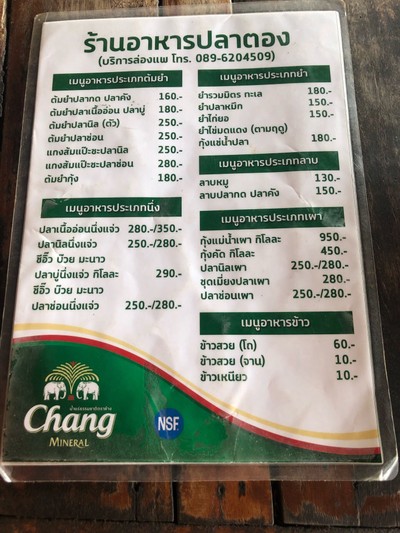 ร้านอาหารปลาตอง
(บริการล่องแพ โทร. 089-6204509)
เมนูอาหารประเภทต้มยำ
ต้มยำปลากด ปลาคัง 160.-
ต้มยำปลาเนื้ออ่อน ปลาบู่ 180.-
ต้มยำปลานิล (ตัว) 250.-
ต้มยำปลาช่อน 250.-
แกงส้มแป๊ะซะปลานิล 250.-
แกงส้มแป๊ะซะปลาช่อน 280.-
ต้มยำกุ้ง 180.-
เมนูอาหารประเภทนึ่ง
ปลาเนื้ออ่อนนึ่งแจ่ว 280.-/350.-
ปลานิลนึ่งแจ่ว 250.-/280.-
ซีอิ๊ว บ๊วย มะนาว
ปลาบู่นึ่งแจ่ว กิโลละ 290.-
ซีอิ๊ว บ๊วย มะนาว
ปลาช่อนนึ่งแจ่ว 250.-/280.-
เมนูอาหารประเภทยำ
ยำรวมมิตร ทะเล 180.-
ยำปลาหมึก 150.-
ยำไก่ยอ 150.-
ยำไข่มดแดง (ตามฤดู)
กุ้งแช่น้ำปลา 180.-
เมนูอาหารประเภทลาบ
ลาบหมู 130.-
ลาบปลากด ปลาคัง 150.-
เมนูอาหารประเภทเผา
กุ้งแม่น้ำเผา กิโลละ 950.-
กุ้งคัด กิโลละ 450.-
ปลานิลเผา 250.-/280.-
ชุดเมี่ยงปลาเผา 280.-
ปลาช่อนเผา 250.-/280.-
เมนูอาหารข้าว
ข้าวสวย (โถ) 60.-
ข้าวสวย (จาน) 10.-
ข้าวเหนียว 10.-
น้ำแร่ธรรมชาติตราช้าง
Chang
MINERAL
NSF